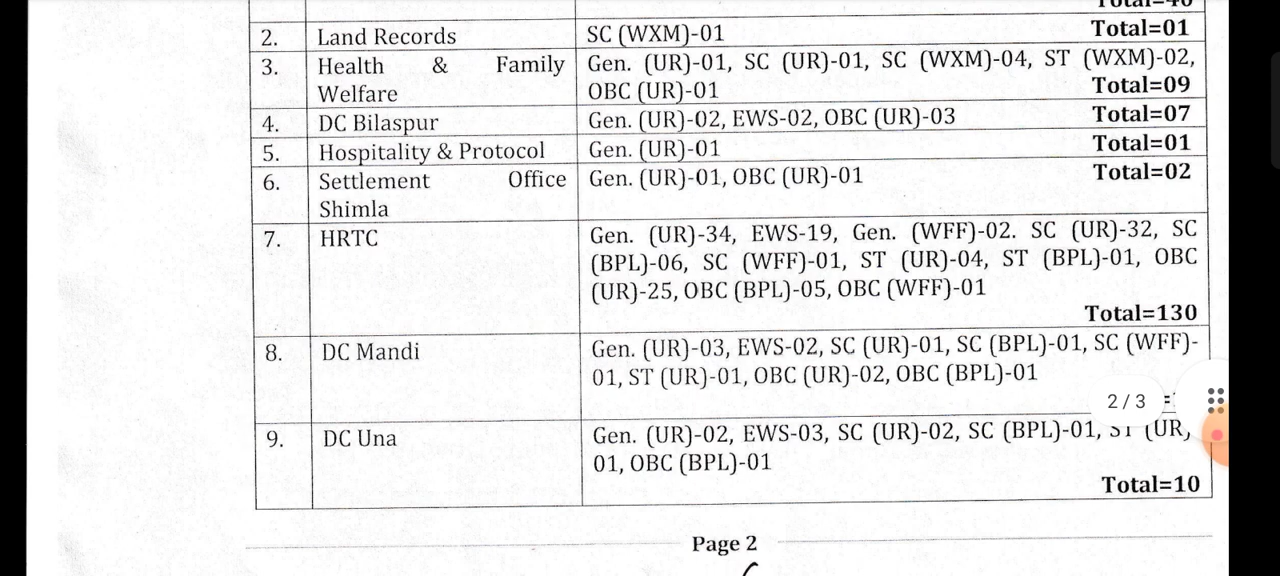 Total=40
2. Land Records SC (WXM)-01 Total=01
3. Health & Family Gen. (UR)-01, SC (UR)-01, SC (WXM)-04, ST (WXM)-02,
Welfare OBC (UR)-01 Total=09
4. DC Bilaspur Gen. (UR)-02, EWS-02, OBC (UR)-03 Total=07
5. Hospitality & Protocol Gen. (UR)-01 Total=01
6. Settlement Office Gen. (UR)-01, OBC (UR)-01 Total=02
Shimla
7. HRTC Gen. (UR)-34, EWS-19, Gen. (WFF)-02. SC (UR)-32, SC
(BPL)-06, SC (WFF)-01, ST (UR)-04, ST (BPL)-01, OBC
(UR)-25, OBC (BPL)-05, OBC (WFF)-01
Total=130
8. DC Mandi Gen. (UR)-03, EWS-02, SC (UR)-01, SC (BPL)-01, SC (WFF)-
01, ST (UR)-01, OBC (UR)-02, OBC (BPL)-01
2 / 3
9. DC Una Gen. (UR)-02, EWS-03, SC (UR)-02, SC (BPL)-01, ST (UR)
01, OBC (BPL)-01
Total=10
Page 2